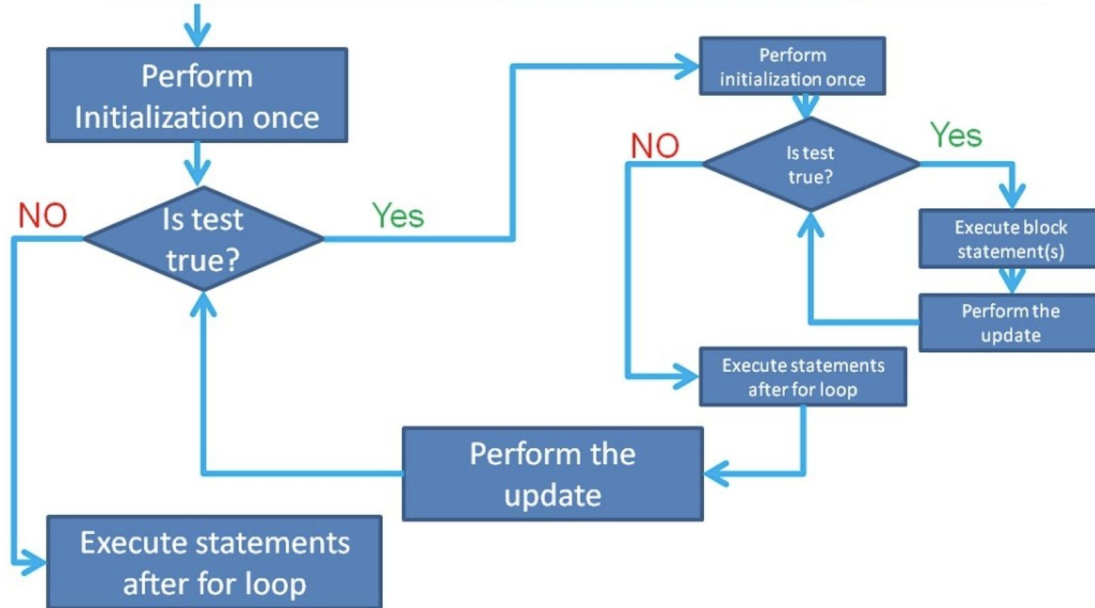 Perform
Initialization once
Is test
true?
NO
Yes
Perform
initialization once
Is test
true?
NO
Yes
Execute block
statement(s)
Perform the
update
Execute statements
after for loop
Perform the
update
Execute statements
after for loop